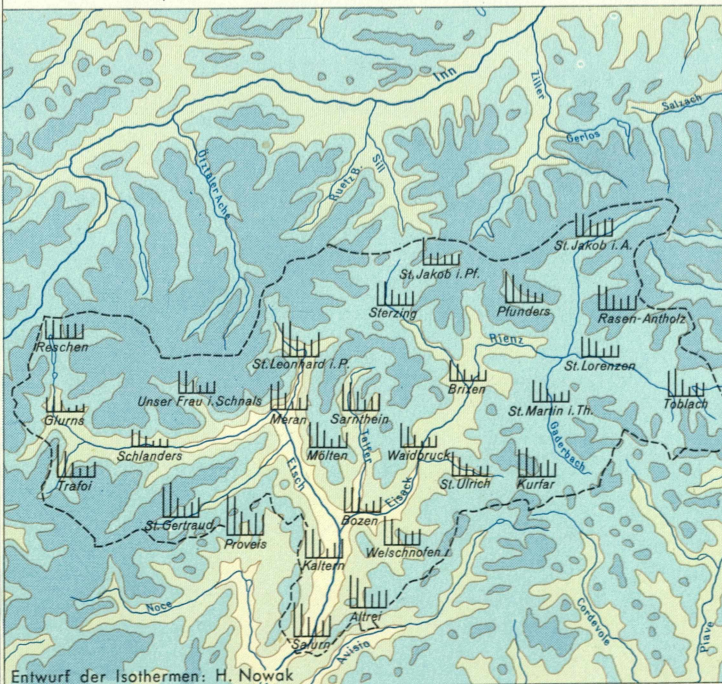 Inn
Ziller
Salzach
Gerlos
Ötztaler Ache
Ruetz B.
Sill
St. Jakob i. A.
St. Jakob i. Pf.
Sterzing
Pfunders
Rasen-Antholz
Reschen
St. Leonhard i. P.
Rienz
St. Lorenzen
Unser Frau i. Schnals
Brixen
Glurns
Meran
Sarnthein
St. Martin i. Th.
Toblach
Schlanders
Mölten
Talfer
Waidbruck
Gaderbach
Trafoi
Etsch
St. Ulrich
Kurfar
St. Gertraud
Bozen
Eisack
Proveis
Welschnofen
Kaltern
Noce
Altrei
Cordevole
Salurn
Avisio
Piave
Entwurf der Isothermen: H. Nowak